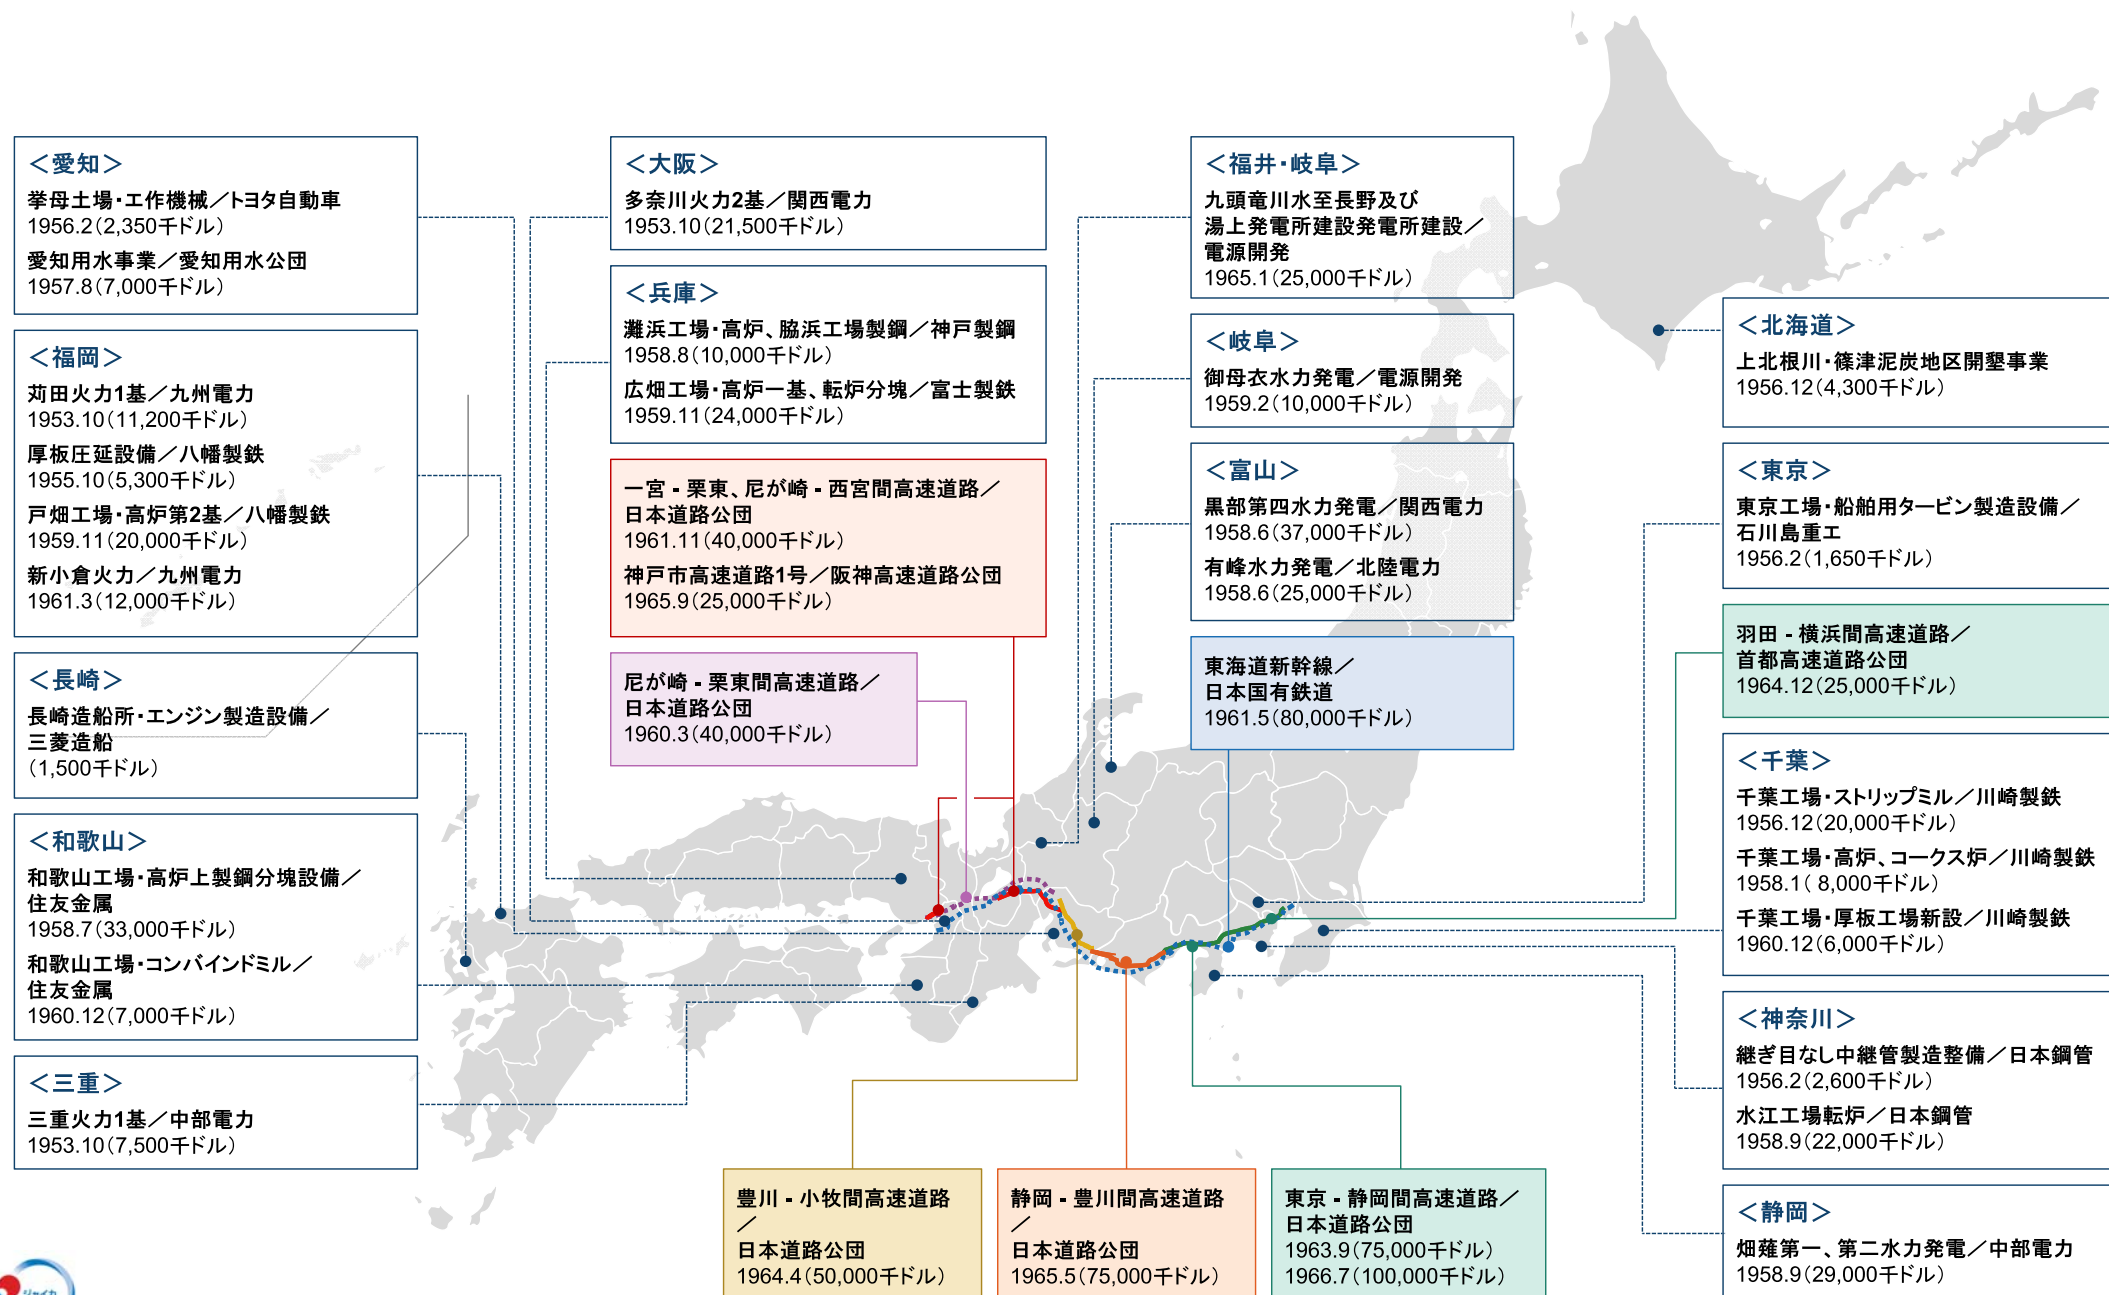 ＜愛知＞
挙母土場・工作機械／トヨタ自動車
1956.2（2,350千ドル）
愛知用水事業／愛知用水公団
1957.8（7,000千ドル）
＜福岡＞
苅田火力1基／九州電力
1953.10（11,200千ドル）
厚板圧延設備／八幡製鉄
1955.10（5,300千ドル）
戸畑工場・高炉第2基／八幡製鉄
1959.11（20,000千ドル）
新小倉火力／九州電力
1961.3（12,000千ドル）
＜長崎＞
長崎造船所・エンジン製造設備／
三菱造船
（1,500千ドル）
＜和歌山＞
和歌山工場・高炉上製鋼分塊設備／
住友金属
1958.7（33,000千ドル）
和歌山工場・コンバインドミル／
住友金属
1960.12（7,000千ドル）
＜三重＞
三重火力1基／中部電力
1953.10（7,500千ドル）
＜大阪＞
多奈川火力2基／関西電力
1953.10（21,500千ドル）
＜兵庫＞
灘浜工場・高炉、脇浜工場製鋼／神戸製鋼
1958.8（10,000千ドル）
広畑工場・高炉一基、転炉分塊／富士製鉄
1959.11（24,000千ドル）
一宮 - 栗東、尼が崎 - 西宮間高速道路／
日本道路公団
1961.11（40,000千ドル）
神戸市高速道路1号／阪神高速道路公団
1965.9（25,000千ドル）
尼が崎 - 栗東間高速道路／
日本道路公団
1960.3（40,000千ドル）
＜福井・岐阜＞
九頭竜川水至長野及び
湯上発電所建設発電所建設／
電源開発
1965.1（25,000千ドル）
＜岐阜＞
御母衣水力発電／電源開発
1959.2（10,000千ドル）
＜富山＞
黒部第四水力発電／関西電力
1958.6（37,000千ドル）
有峰水力発電／北陸電力
1958.6（25,000千ドル）
東海道新幹線／
日本国有鉄道
1961.5（80,000千ドル）
＜北海道＞
上北根川・篠津泥炭地区開墾事業
1956.12（4,300千ドル）
＜東京＞
東京工場・船舶用タービン製造設備／
石川島重工
1956.2（1,650千ドル）
羽田 - 横浜間高速道路／
首都高速道路公団
1964.12（25,000千ドル）
＜千葉＞
千葉工場・ストリップミル／川崎製鉄
1956.12（20,000千ドル）
千葉工場・高炉、コークス炉／川崎製鉄
1958.1（ 8,000千ドル）
千葉工場・厚板工場新設／川崎製鉄
1960.12（6,000千ドル）
＜神奈川＞
継ぎ目なし中継管製造整備／日本鋼管
1956.2（2,600千ドル）
水江工場転炉／日本鋼管
1958.9（22,000千ドル）
＜静岡＞
畑薙第一、第二水力発電／中部電力
1958.9（29,000千ドル）
豊川 - 小牧間高速道路
／
日本道路公団
1964.4（50,000千ドル）
静岡 - 豊川間高速道路
／
日本道路公団
1965.5（75,000千ドル）
東京 - 静岡間高速道路／
日本道路公団
1963.9（75,000千ドル）
1966.7（100,000千ドル）
ジャイカ